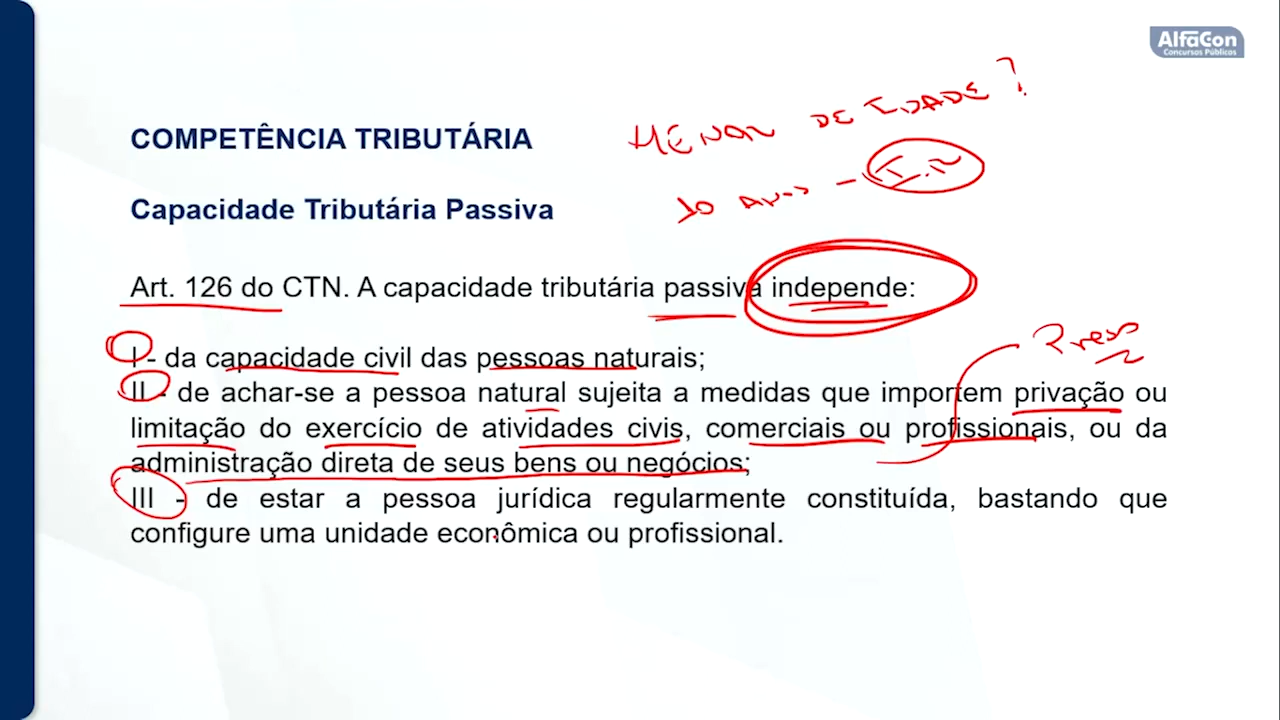 AlfaCon
Concursos Públicos
MENOR DE IDADE?
COMPETÊNCIA TRIBUTÁRIA
10 ANOS - I.R
Capacidade Tributária Passiva
Art. 126 do CTN. A capacidade tributária passiva independe:
Preso
I - da capacidade civil das pessoas naturais;
II - de achar-se a pessoa natural sujeita a medidas que importem privação ou
limitação do exercício de atividades civis, comerciais ou profissionais, ou da
administração direta de seus bens ou negócios;
III - de estar a pessoa jurídica regularmente constituída, bastando que
configure uma unidade econômica ou profissional.